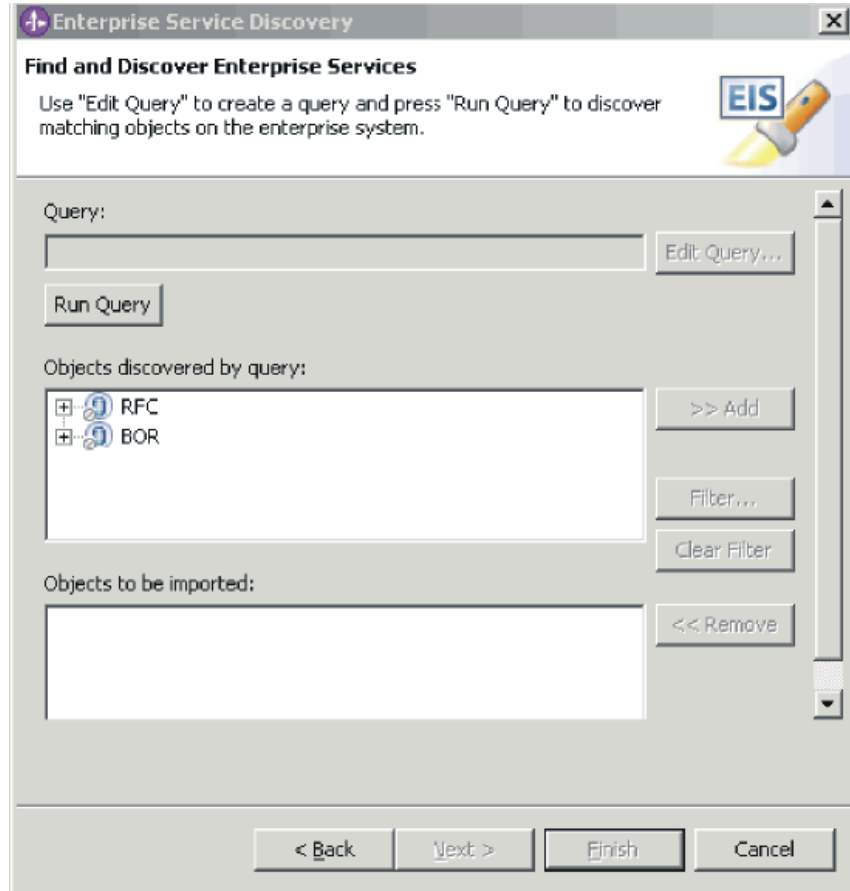 Enterprise Service Discovery
Find and Discover Enterprise Services
Use "Edit Query" to create a query and press "Run Query" to discover
matching objects on the enterprise system.
EIS
Query:
Edit Query...
Run Query
Objects discovered by query:
RFC
BOR
>> Add
Filter...
Clear Filter
Objects to be imported:
<< Remove
< Back
Next >
Finish
Cancel